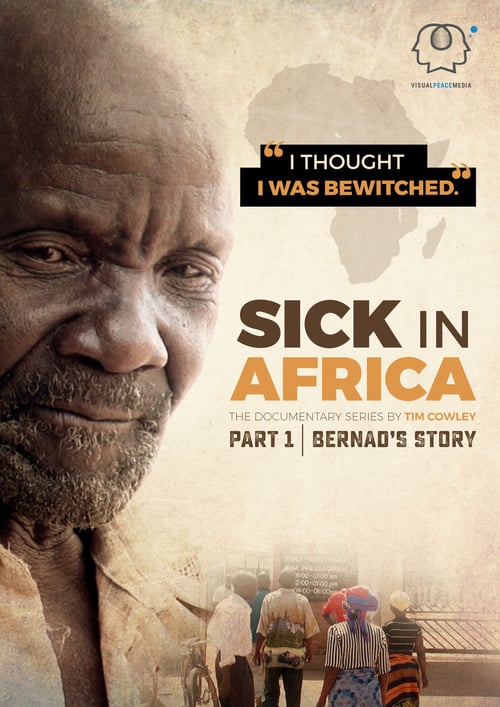 VISUALPEACEMEDIA
“I THOUGHT
I WAS BEWITCHED.”
SICK IN
AFRICA
THE DOCUMENTARY SERIES BY TIM COWLEY
PART 1 | BERNAD'S STORY